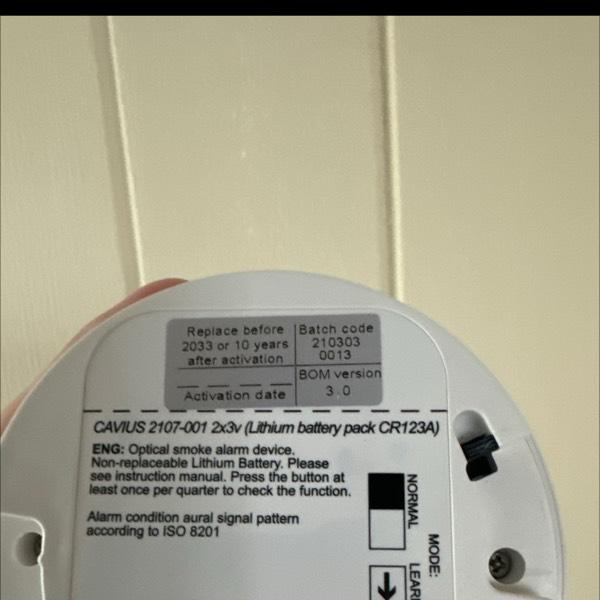 Replace before
2033 or 10 years
after activation
Activation date
Batch code
210303
0013
BOM version
3.0
CAVIUS 2107-001 2x3v (Lithium battery pack CR123A)
ENG: Optical smoke alarm device.
Non-replaceable Lithium Battery. Please
see instruction manual. Press the button at
least once per quarter to check the function.
Alarm condition aural signal pattern
according to ISO 8201
NORMAL
MODE: